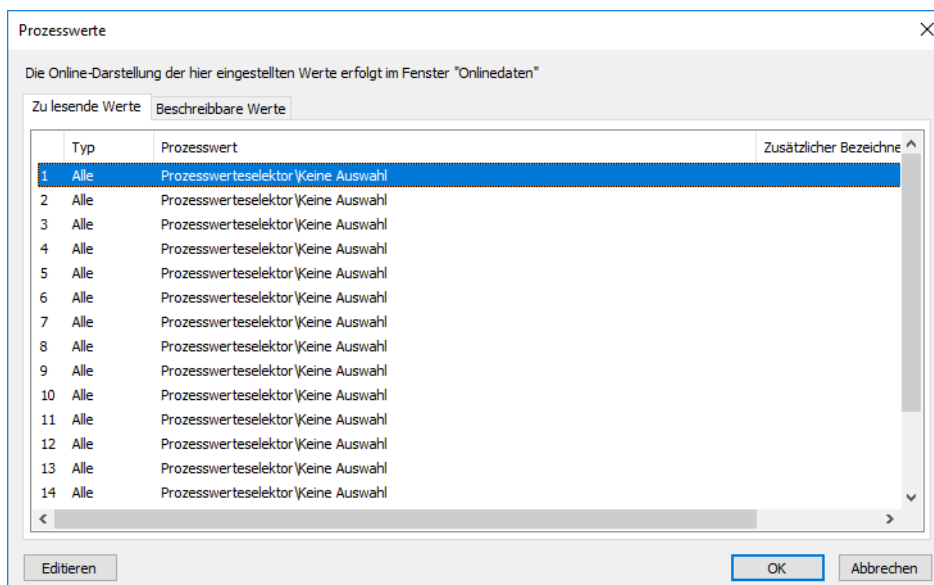 Prozesswerte
Die Online-Darstellung der hier eingestellten Werte erfolgt im Fenster "Onlinedaten"
Zu lesende Werte Beschreibbare Werte
Typ Prozesswert Zusätzlicher Bezeichne
1 Alle Prozesswerteselektor\Keine Auswahl
2 Alle Prozesswerteselektor\Keine Auswahl
3 Alle Prozesswerteselektor\Keine Auswahl
4 Alle Prozesswerteselektor\Keine Auswahl
5 Alle Prozesswerteselektor\Keine Auswahl
6 Alle Prozesswerteselektor\Keine Auswahl
7 Alle Prozesswerteselektor\Keine Auswahl
8 Alle Prozesswerteselektor\Keine Auswahl
9 Alle Prozesswerteselektor\Keine Auswahl
10 Alle Prozesswerteselektor\Keine Auswahl
11 Alle Prozesswerteselektor\Keine Auswahl
12 Alle Prozesswerteselektor\Keine Auswahl
13 Alle Prozesswerteselektor\Keine Auswahl
14 Alle Prozesswerteselektor\Keine Auswahl
Editieren OK Abbrechen